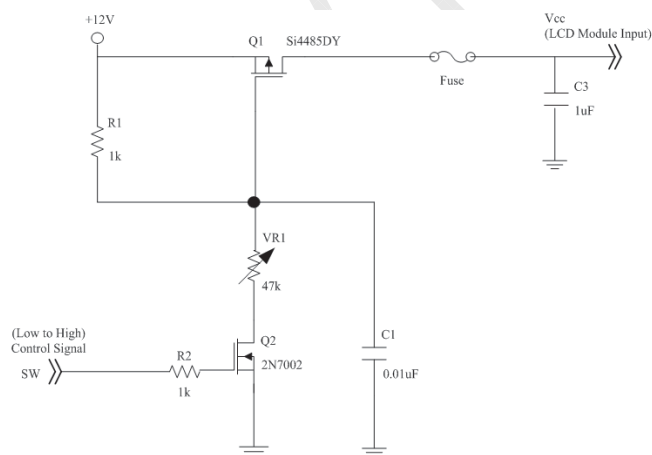 +12V
Q1
Si4485DY
Vcc
(LCD Module Input)
Fuse
C3
1uF
R1
1k
VR1
47k
(Low to High)
Control Signal
SW
R2
1k
Q2
2N7002
C1
0.01uF